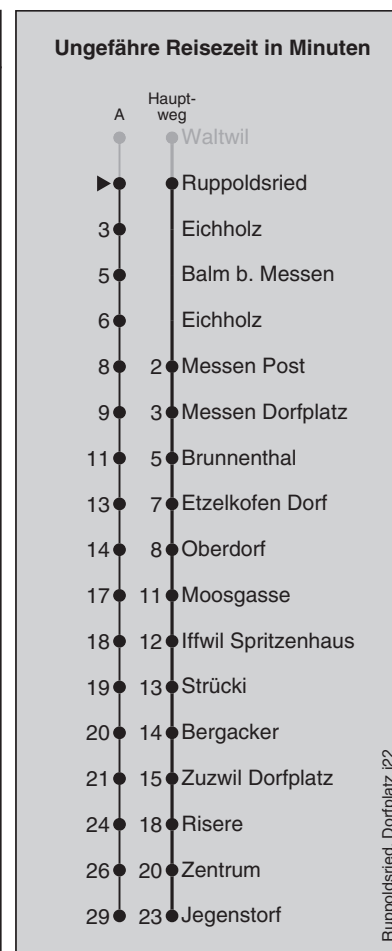 Ungefähre Reisezeit in Minuten
A Haupt-
weg
Waltwil
Ruppoldsried
3 Eichholz
5 Balm b. Messen
6 Eichholz
8 2 Messen Post
9 3 Messen Dorfplatz
11 5 Brunnenthal
13 7 Etzelkofen Dorf
14 8 Oberdorf
17 11 Moosgasse
18 12 Iffwil Spritzenhaus
19 13 Strücki
20 14 Bergacker
21 15 Zuzwil Dorfplatz
24 18 Risere
26 20 Zentrum
29 23 Jegenstorf
Ruppoldsried, Dorfplatz j22